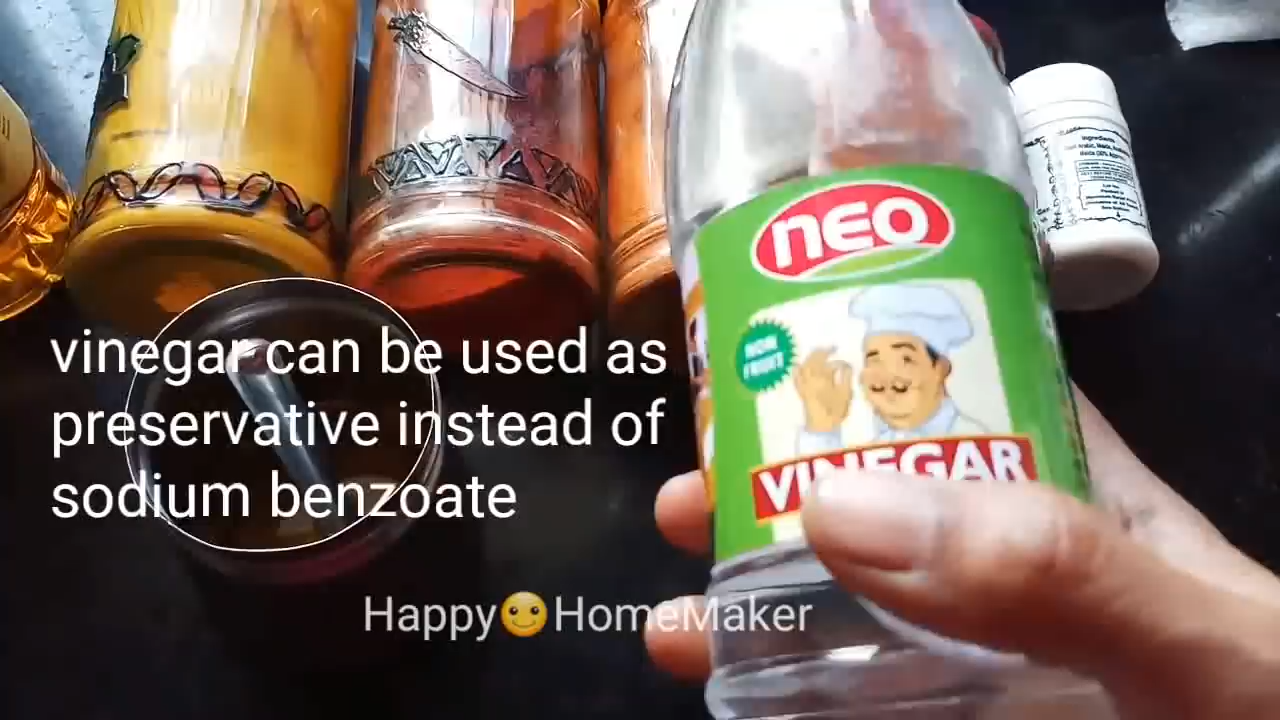 neo
NON
FRUIT
VINEGAR
vinegar can be used as
preservative instead of
sodium benzoate
Happy🙂HomeMaker